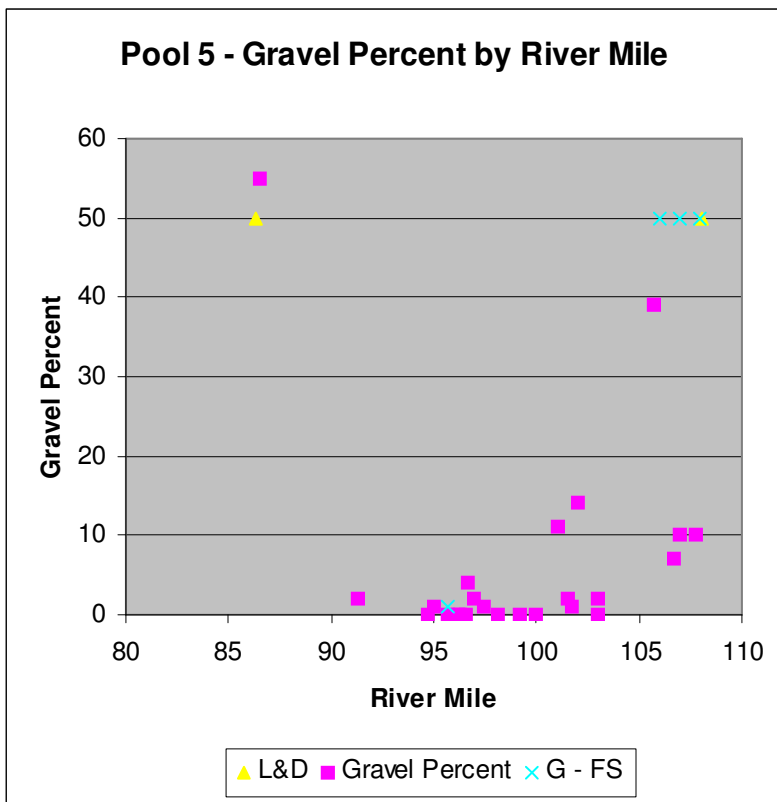 Pool 5 - Gravel Percent by River Mile
60
50
40
30
20
10
0
Gravel Percent
80 85 90 95 100 105 110
River Mile
L&D Gravel Percent G - FS